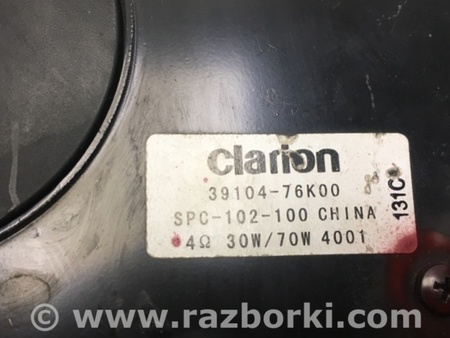 clarion
39104-76K00
SPC-102-100 CHINA
4Ω 30W/70W 4001
131C
© www.razborki.com